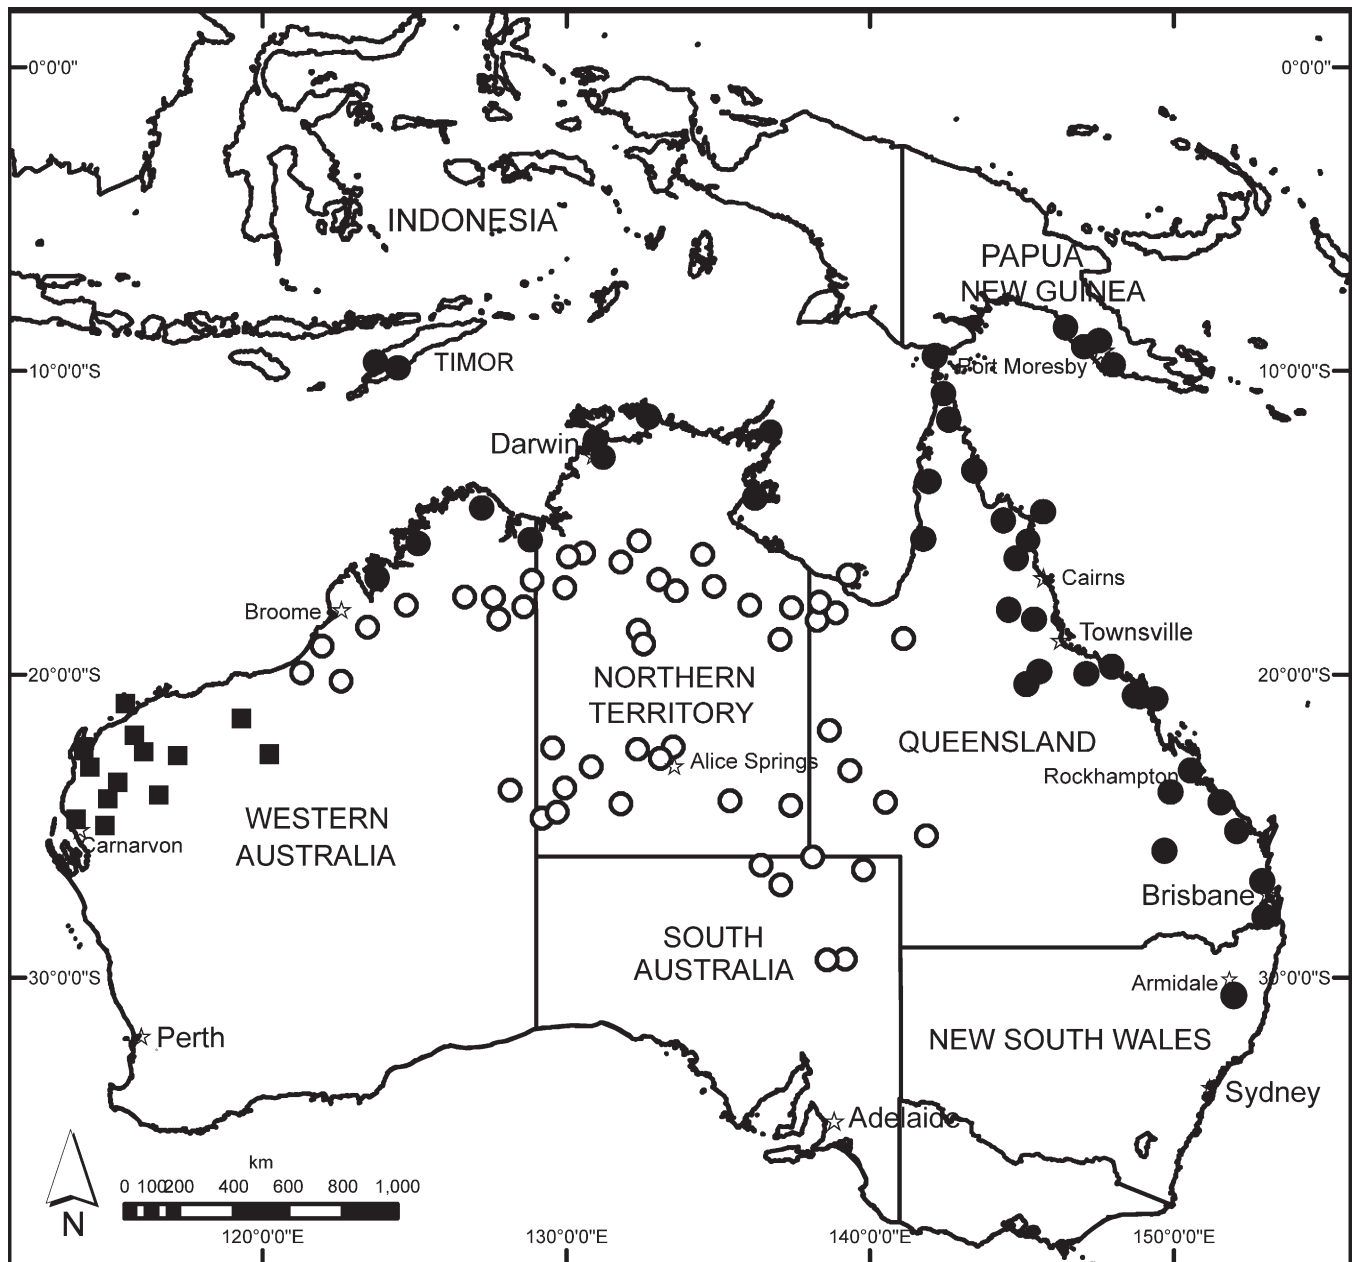 0°0'0"
0°0'0"
INDONESIA
PAPUA
NEW GUINEA
TIMOR
Port Moresby
10°0'0"S
10°0'0"S
Darwin
Cairns
Broome
Townsville
20°0'0"S
20°0'0"S
NORTHERN
TERRITORY
QUEENSLAND
Alice Springs
Rockhampton
WESTERN
AUSTRALIA
Carnarvon
Brisbane
SOUTH
AUSTRALIA
30°0'0"S
30°0'0"S
Armidale
NEW SOUTH WALES
Perth
Sydney
Adelaide
km
0 100 200 400 600 800 1,000
N
120°0'0"E
130°0'0"E
140°0'0"E
150°0'0"E